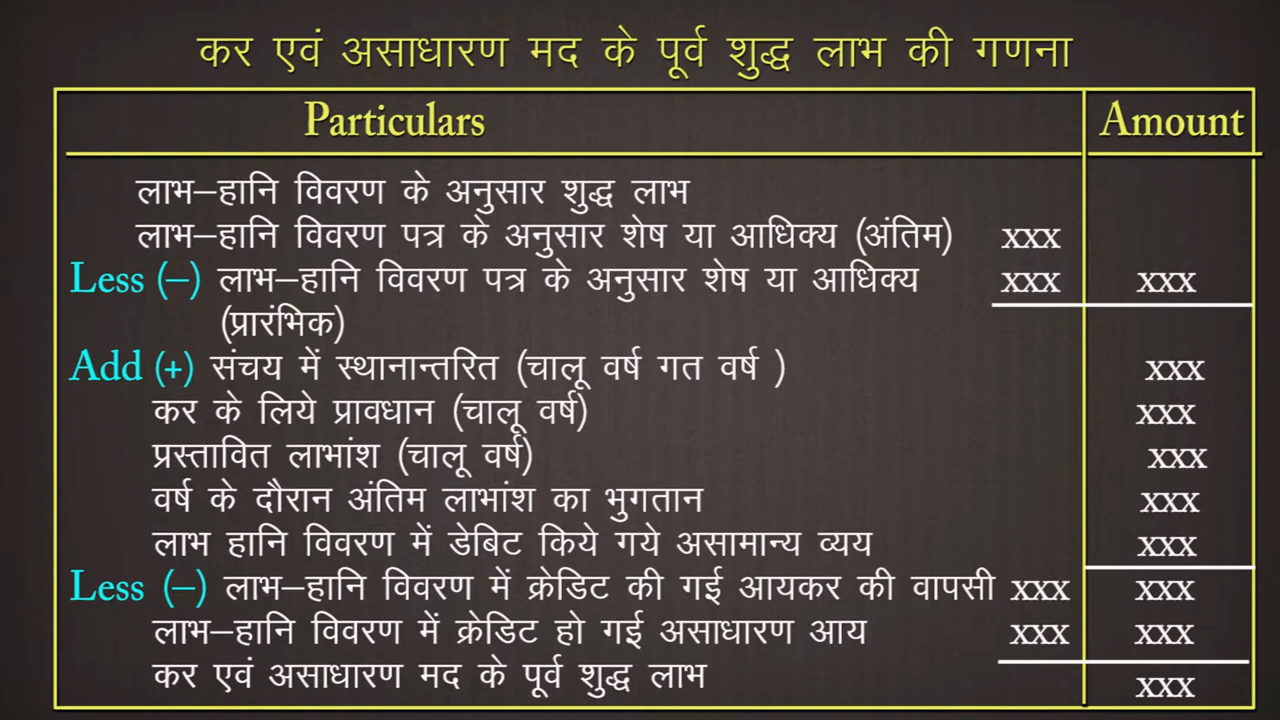 कर एवं असाधारण मद के पूर्व शुद्ध लाभ की गणना
Particulars Amount
लाभ–हानि विवरण के अनुसार शुद्ध लाभ
लाभ–हानि विवरण पत्र के अनुसार शेष या आधिक्य (अंतिम) xxx
Less (–) लाभ–हानि विवरण पत्र के अनुसार शेष या आधिक्य xxx xxx
(प्रारंभिक)
Add (+) संचय में स्थानान्तरित (चालू वर्ष गत वर्ष ) xxx
कर के लिये प्रावधान (चालू वर्ष) xxx
प्रस्तावित लाभांश (चालू वर्ष) xxx
वर्ष के दौरान अंतिम लाभांश का भुगतान xxx
लाभ हानि विवरण में डेबिट किये गये असामान्य व्यय xxx
Less (–) लाभ–हानि विवरण में क्रेडिट की गई आयकर की वापसी xxx xxx
लाभ–हानि विवरण में क्रेडिट हो गई असाधारण आय xxx xxx
कर एवं असाधारण मद के पूर्व शुद्ध लाभ xxx